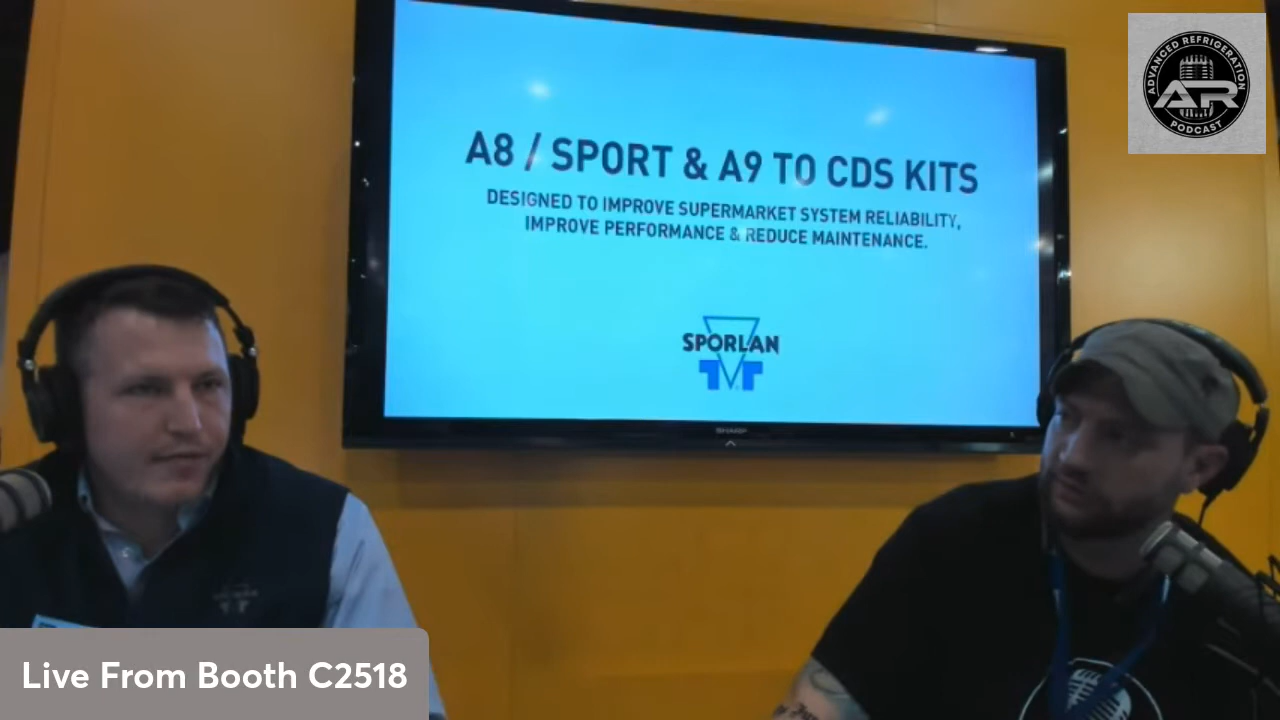 ADVANCED REFRIGERATION
AR
PODCAST
A8 / SPORT & A9 TO CDS KITS
DESIGNED TO IMPROVE SUPERMARKET SYSTEM RELIABILITY,
IMPROVE PERFORMANCE & REDUCE MAINTENANCE.
SPORLAN
SHARP
Live From Booth C2518